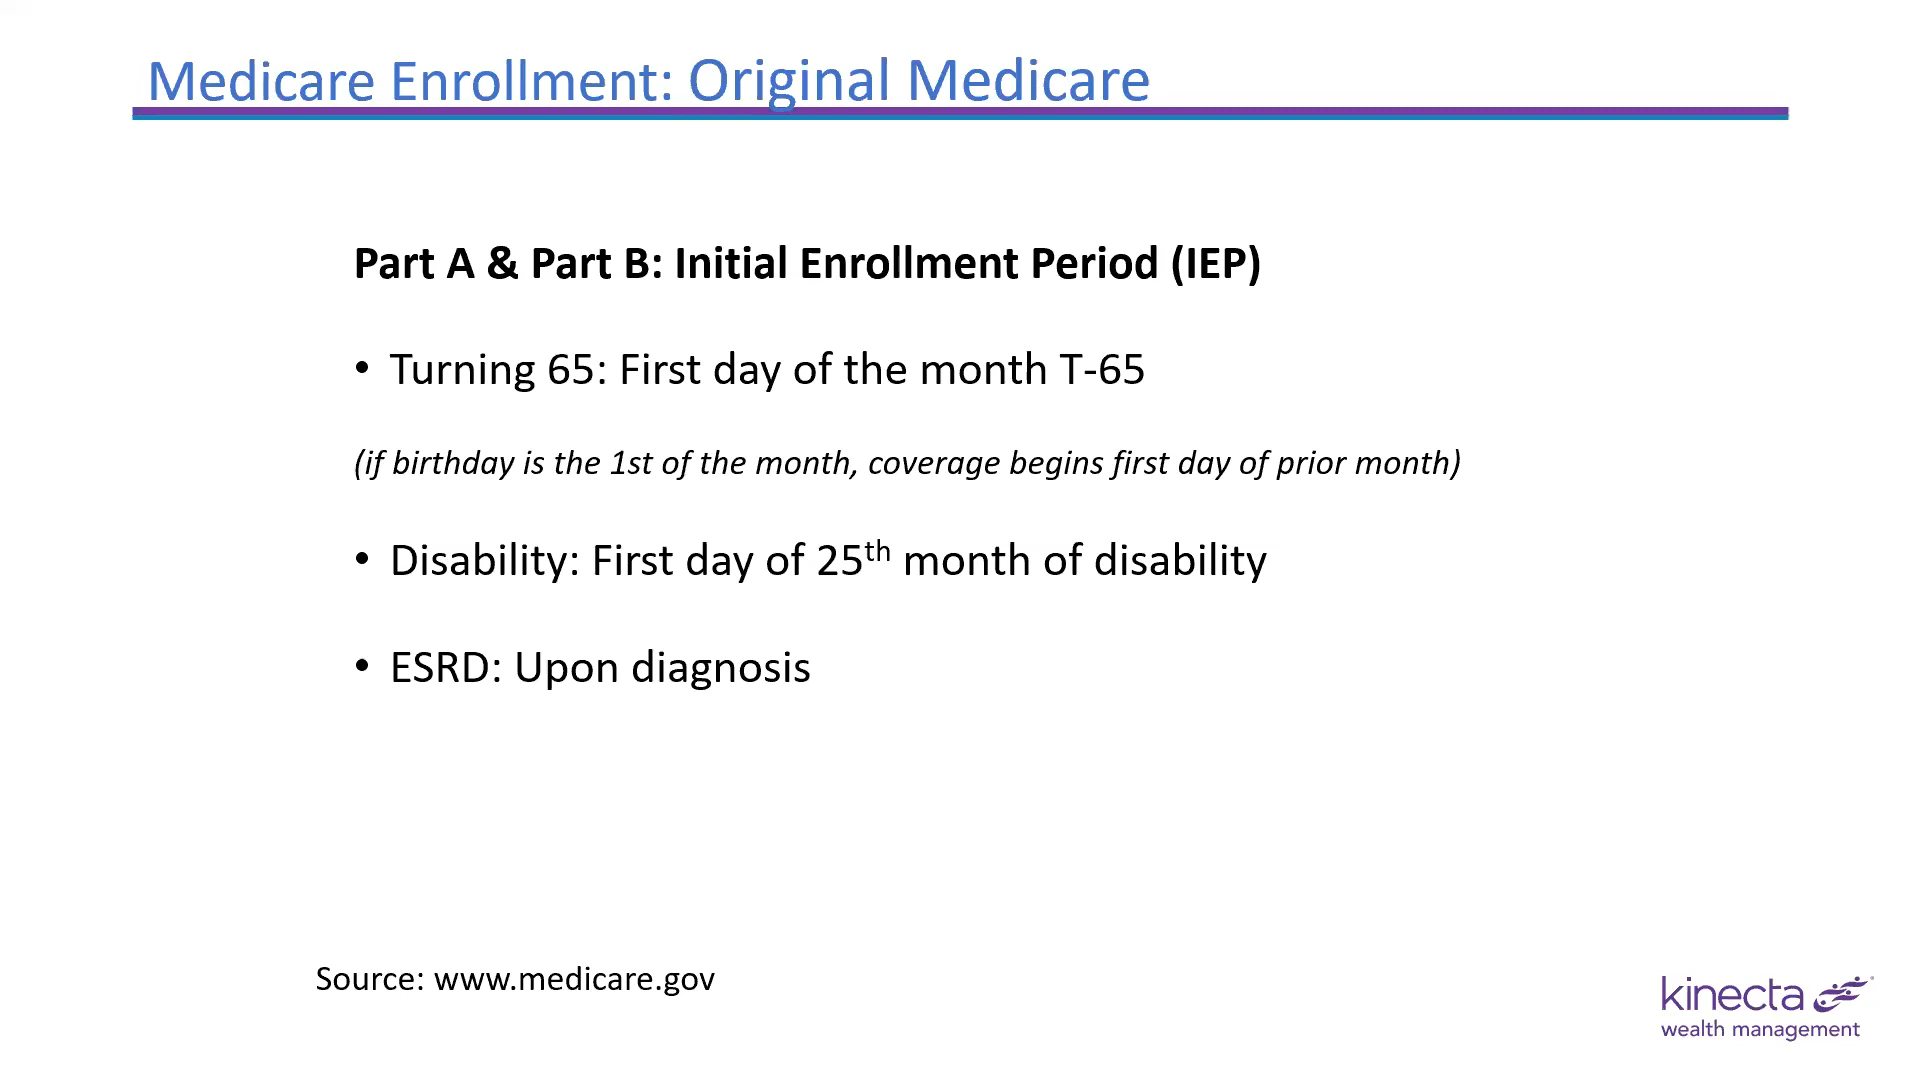 Medicare Enrollment: Original Medicare
Part A & Part B: Initial Enrollment Period (IEP)
• Turning 65: First day of the month T-65
(if birthday is the 1st of the month, coverage begins first day of prior month)
• Disability: First day of 25th month of disability
• ESRD: Upon diagnosis
Source: www.medicare.gov
kinecta
wealth management